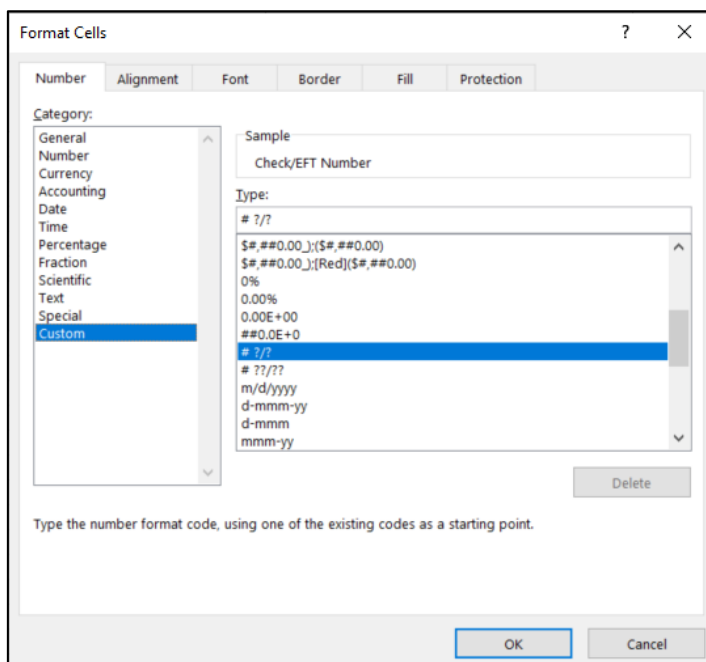 Format Cells
?
Number Alignment Font Border Fill Protection
Category:
General
Number
Currency
Accounting
Date
Time
Percentage
Fraction
Scientific
Text
Special
Custom
Sample
Check/EFT Number
Type:
# ?/?
$#,##0.00_);($#,##0.00)
$#,##0.00_);[Red]($#,##0.00)
0%
0.00%
0.00E+00
##0.0E+0
# ?/?
# ??/??
m/d/yyyy
d-mmm-yy
d-mmm
mmm-yy
Delete
Type the number format code, using one of the existing codes as a starting point.
OK Cancel